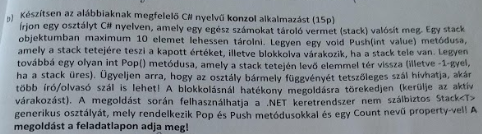 Készítsen az alábbiaknak megfelelő C# nyelvű konzol alkalmazást (15p)
Írjon egy osztályt C# nyelven, amely egy egész számokat tároló vermet (stack) valósít meg. Egy stack
objektumban maximum 10 elemet lehessen tárolni. Legyen egy void Push(int value) metódusa,
amely a stack tetejére teszi a kapott értéket, illetve blokkolva várakozik, ha a stack tele van. Legyen
továbbá egy olyan int Pop() metódusa, amely a stack tetején levő elemmel tér vissza (illetve -1-gyel,
ha a stack üres). Ügyeljen arra, hogy az osztály bármely függvényét tetszőleges szál hívhatja, akár
több író/olvasó szál is lehet! A blokkolásnál hatékony megoldásra törekedjen (kerülje az aktív
várakozást). A megoldást során felhasználhatja a .NET keretrendszer nem szálbiztos Stack<T>
generikus osztályát, mely rendelkezik Pop és Push metódusokkal és egy Count nevű property-vel! A
megoldást a feladatlapon adja meg!